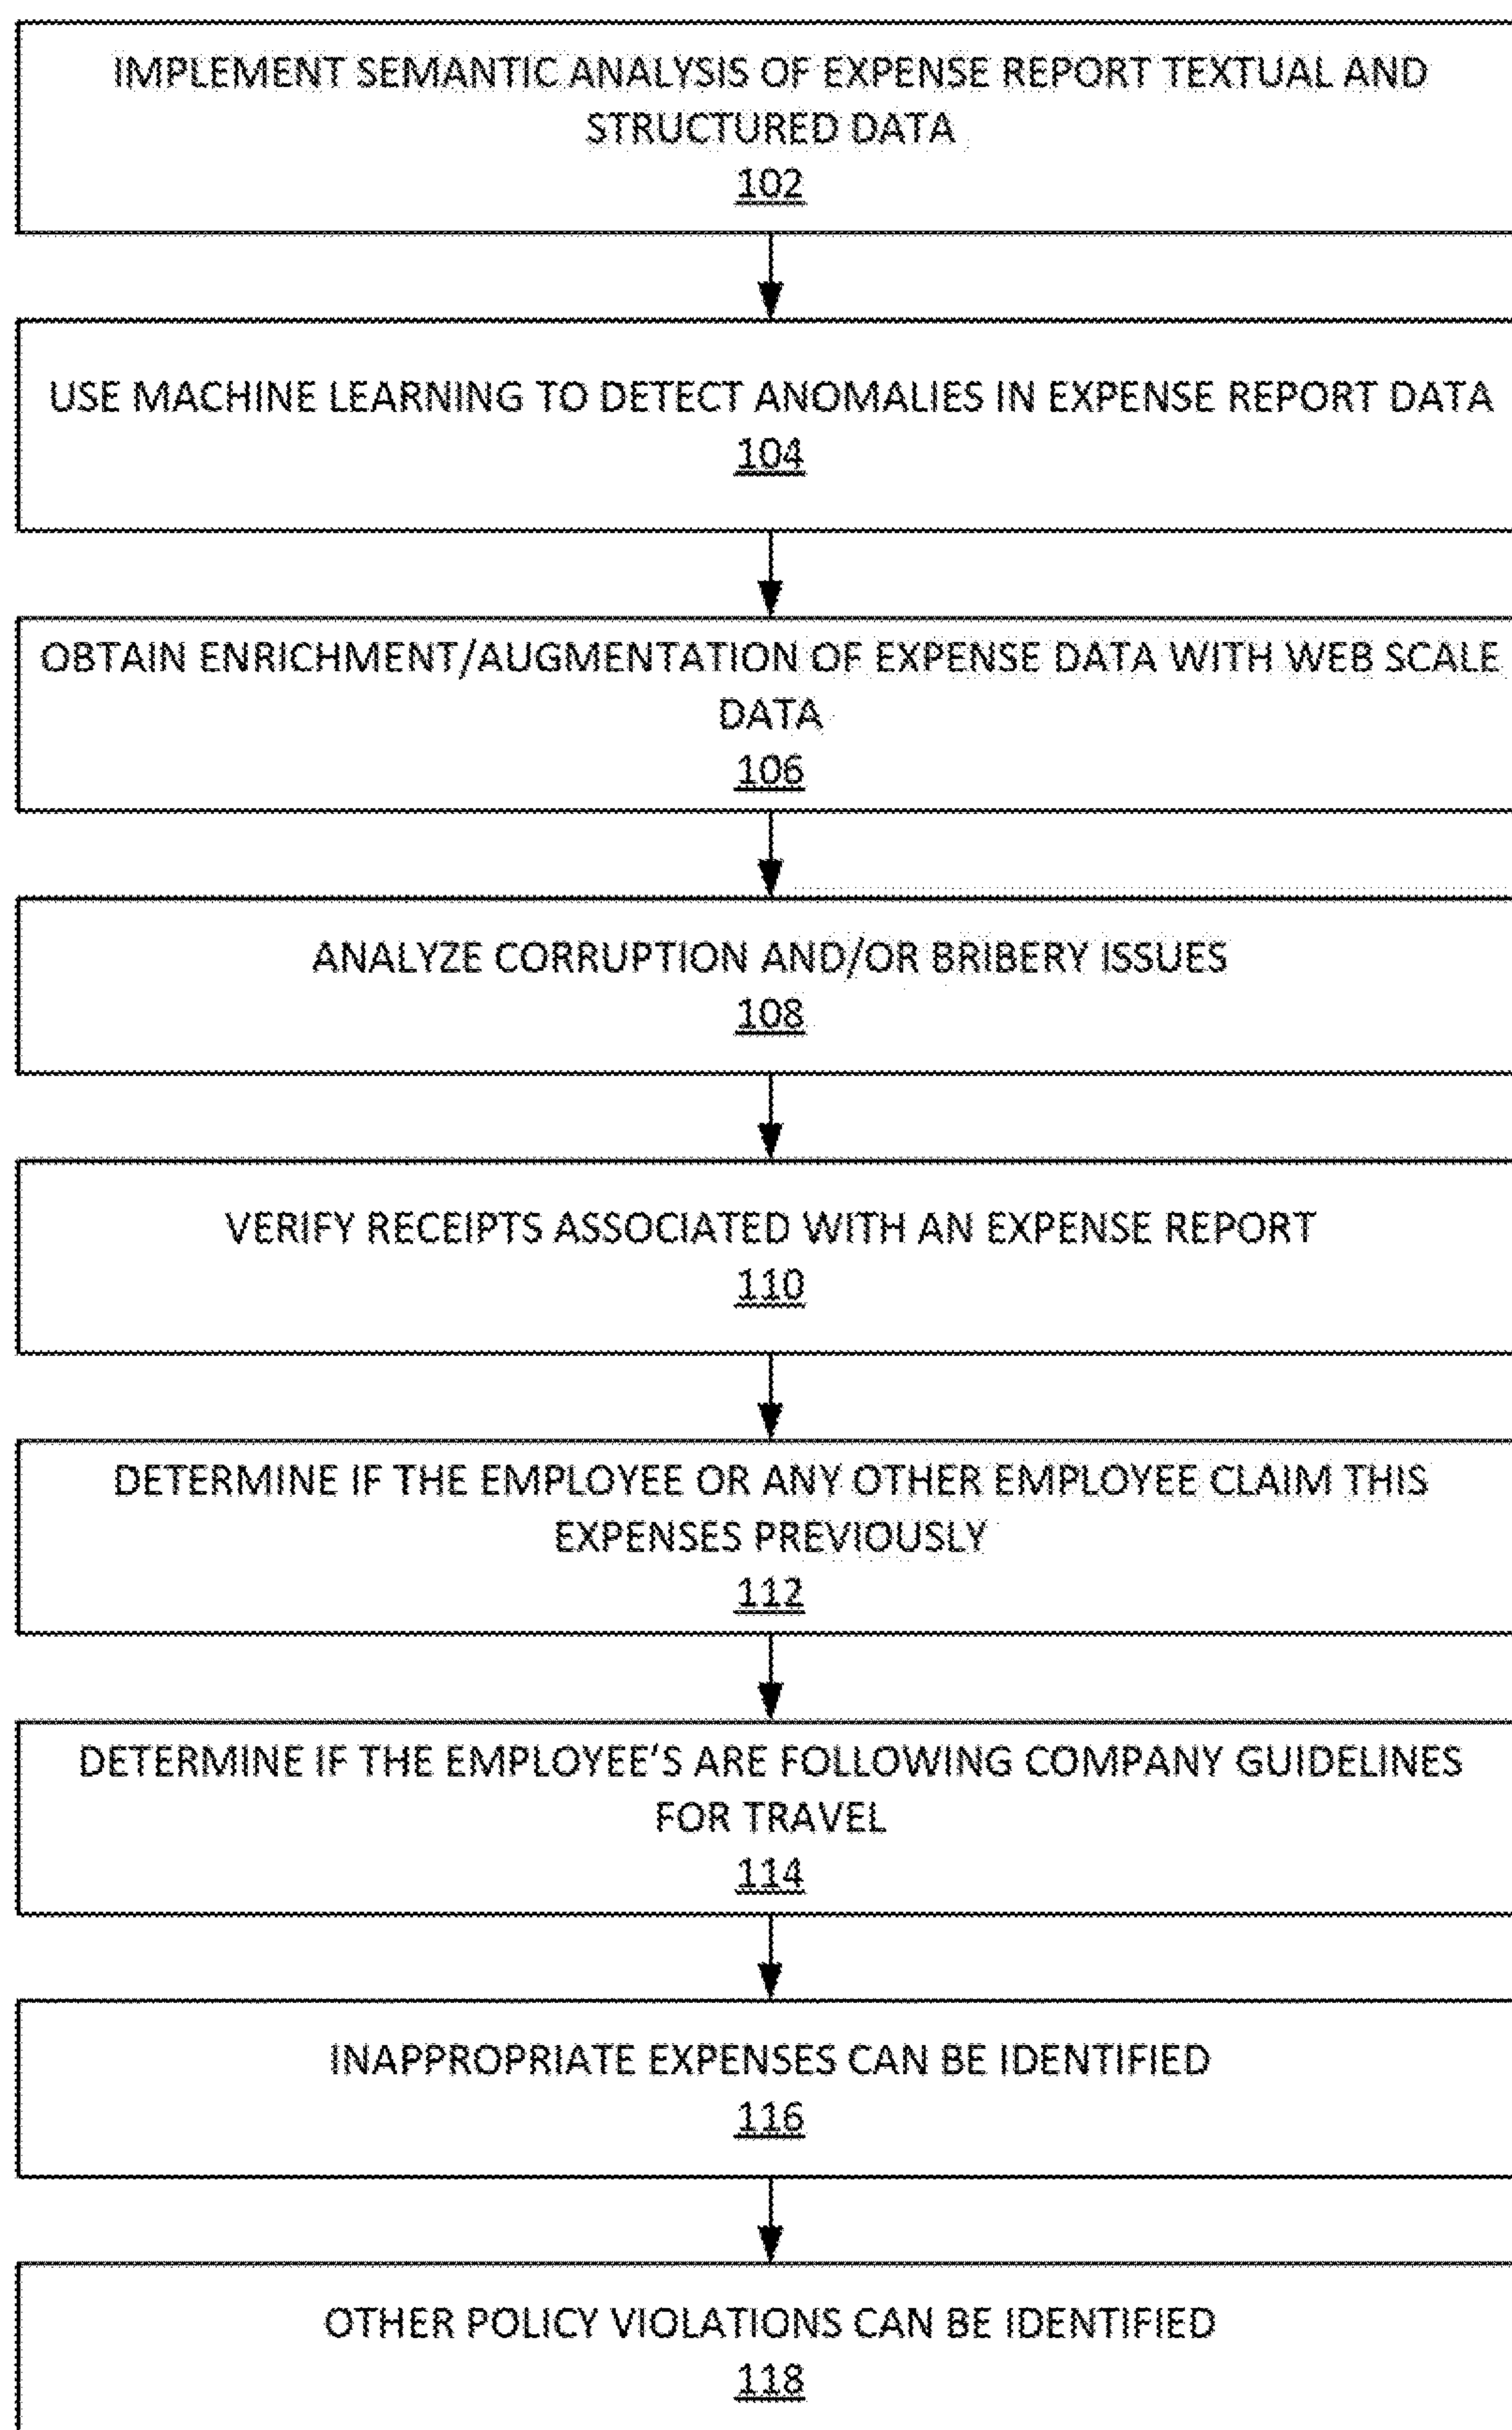 IMPLEMENT SEMANTIC ANALYSIS OF EXPENSE REPORT TEXTUAL AND
STRUCTURED DATA
102
USE MACHINE LEARNING TO DETECT ANOMALIES IN EXPENSE REPORT DATA
104
OBTAIN ENRICHMENT/AUGMENTATION OF EXPENSE DATA WITH WEB SCALE
DATA
106
ANALYZE CORRUPTION AND/OR BRIBERY ISSUES
108
VERIFY RECEIPTS ASSOCIATED WITH AN EXPENSE REPORT
110
DETERMINE IF THE EMPLOYEE OR ANY OTHER EMPLOYEE CLAIM THIS
EXPENSES PREVIOUSLY
112
DETERMINE IF THE EMPLOYEE'S ARE FOLLOWING COMPANY GUIDELINES
FOR TRAVEL
114
INAPPROPRIATE EXPENSES CAN BE IDENTIFIED
116
OTHER POLICY VIOLATIONS CAN BE IDENTIFIED
118